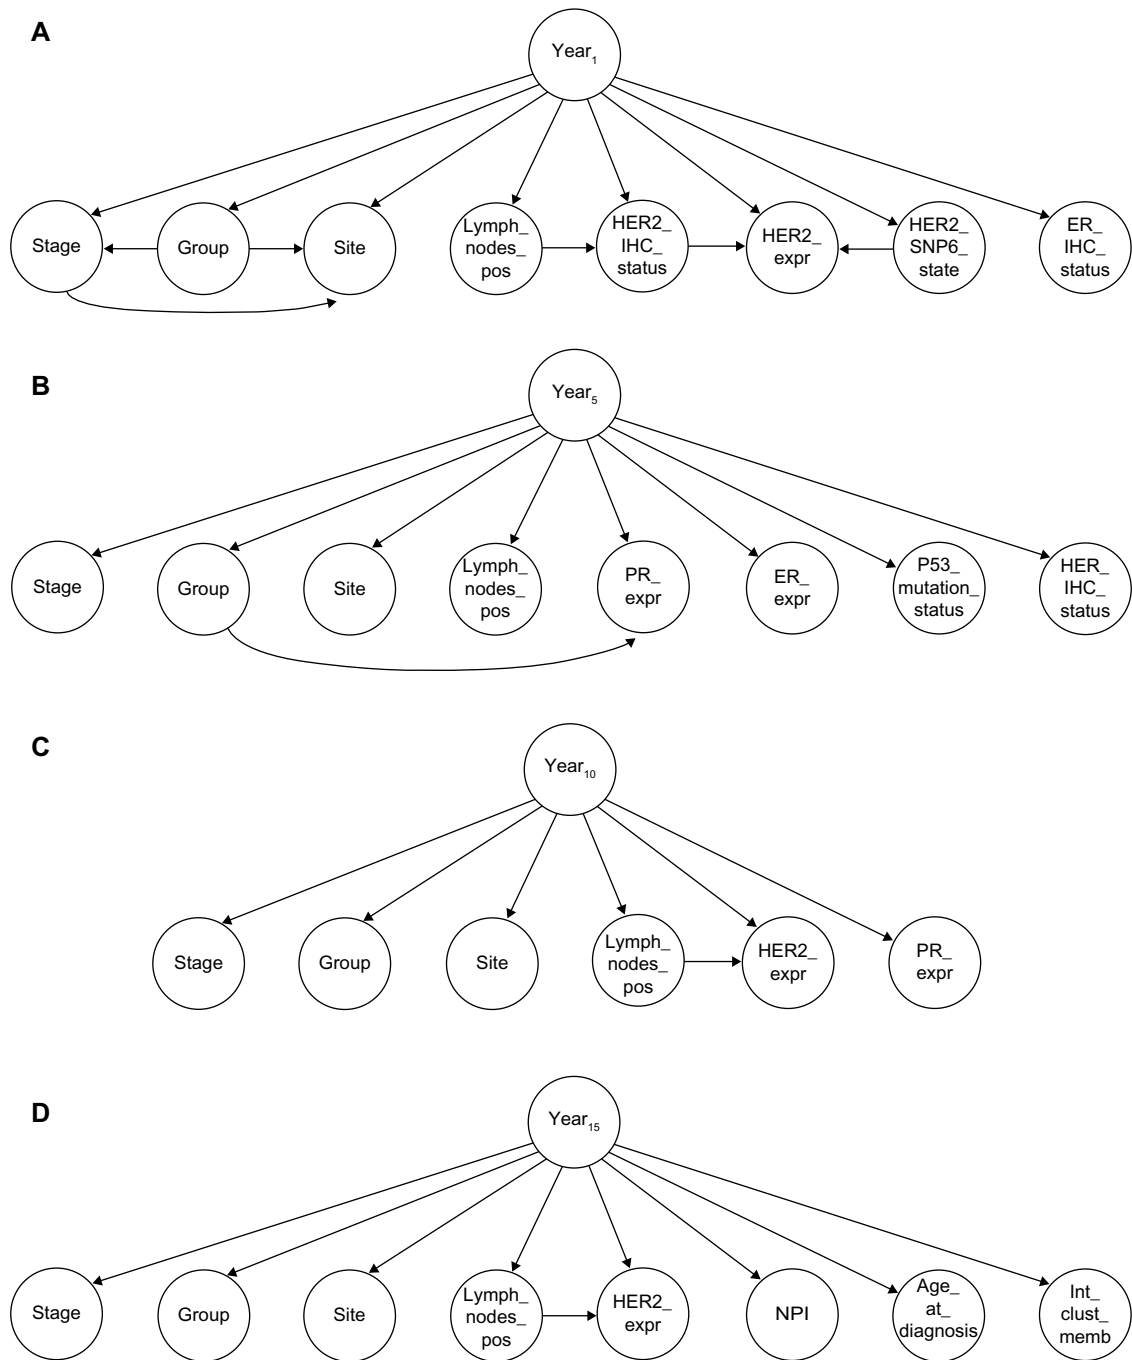 A
Year1
Stage
Group
Site
Lymph_
nodes_
pos
HER2_
IHC_
status
HER2_
expr
HER2_
SNP6_
state
ER_
IHC_
status
B
Year5
Stage
Group
Site
Lymph_
nodes_
pos
PR_
expr
ER_
expr
P53_
mutation_
status
HER_
IHC_
status
C
Year10
Stage
Group
Site
Lymph_
nodes_
pos
HER2_
expr
PR_
expr
D
Year15
Stage
Group
Site
Lymph_
nodes_
pos
HER2_
expr
NPI
Age_
at_
diagnosis
Int_
clust_
memb